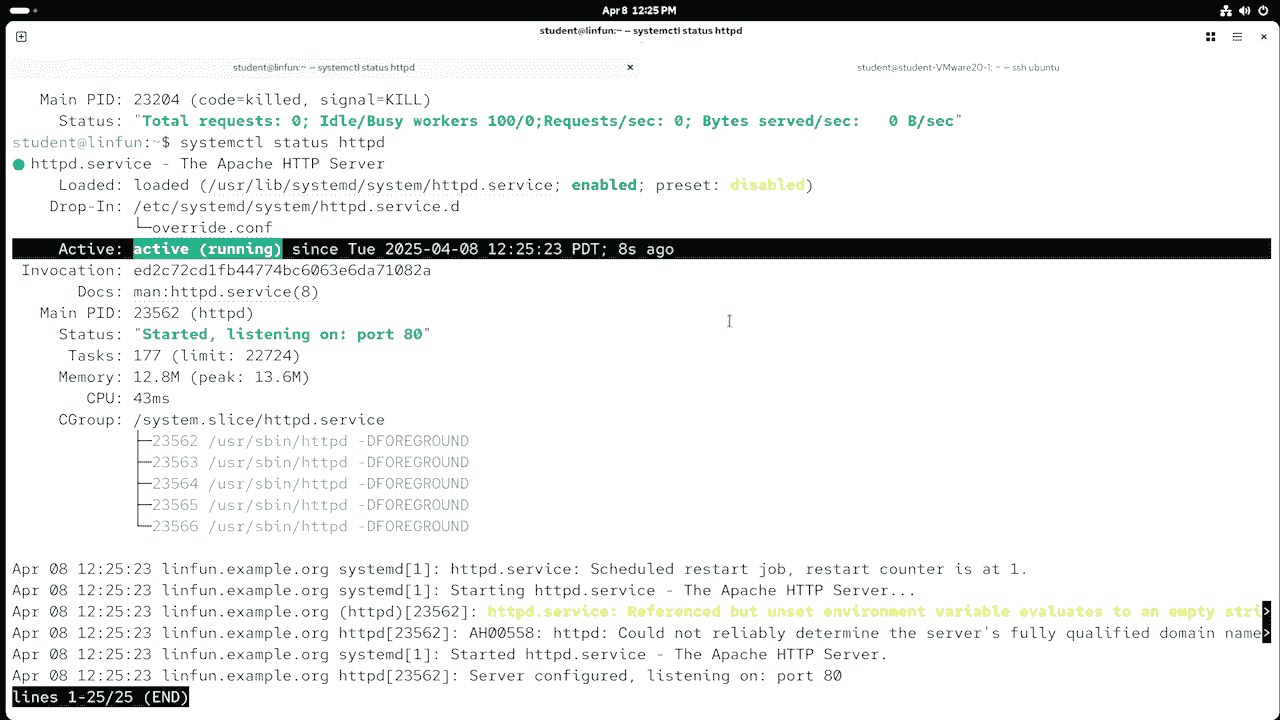 Apr 8 12:25 PM
student@linfun:~ — systemctl status httpd
student@linfun:~ — systemctl status httpd
student@student-VMware20-1: ~ — ssh ubuntu
Main PID: 23204 (code=killed, signal=KILL)
Status: "Total requests: 0; Idle/Busy workers 100/0;Requests/sec: 0; Bytes served/sec:   0 B/sec"
student@linfun:~$ systemctl status httpd
● httpd.service - The Apache HTTP Server
Loaded: loaded (/usr/lib/systemd/system/httpd.service; enabled; preset: disabled)
Drop-In: /etc/systemd/system/httpd.service.d
└─override.conf
Active: active (running) since Tue 2025-04-08 12:25:23 PDT; 8s ago
Invocation: ed2c72cd1fb44774bc6063e6da71082a
Docs: man:httpd.service(8)
Main PID: 23562 (httpd)
Status: "Started, listening on: port 80"
Tasks: 177 (limit: 22724)
Memory: 12.8M (peak: 13.6M)
CPU: 43ms
CGroup: /system.slice/httpd.service
├─23562 /usr/sbin/httpd -DFOREGROUND
├─23563 /usr/sbin/httpd -DFOREGROUND
├─23564 /usr/sbin/httpd -DFOREGROUND
├─23565 /usr/sbin/httpd -DFOREGROUND
└─23566 /usr/sbin/httpd -DFOREGROUND
Apr 08 12:25:23 linfun.example.org systemd[1]: httpd.service: Scheduled restart job, restart counter is at 1.
Apr 08 12:25:23 linfun.example.org systemd[1]: Starting httpd.service - The Apache HTTP Server...
Apr 08 12:25:23 linfun.example.org (httpd)[23562]: httpd.service: Referenced but unset environment variable evaluates to an empty stri>
Apr 08 12:25:23 linfun.example.org httpd[23562]: AH00558: httpd: Could not reliably determine the server's fully qualified domain name>
Apr 08 12:25:23 linfun.example.org systemd[1]: Started httpd.service - The Apache HTTP Server.
Apr 08 12:25:23 linfun.example.org httpd[23562]: Server configured, listening on: port 80
lines 1-25/25 (END)